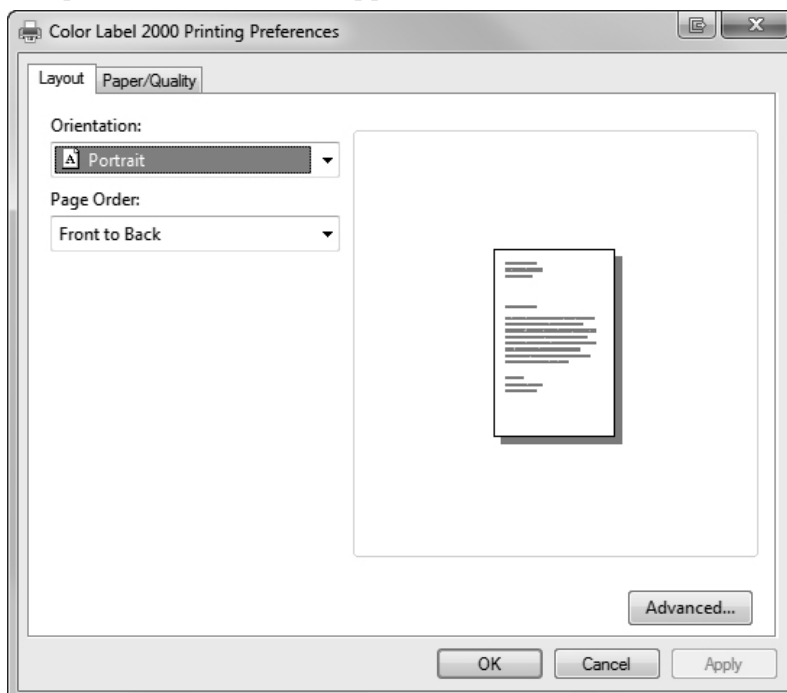 Color Label 2000 Printing Preferences
Layout
Paper/Quality
Orientation:
A Portrait
Page Order:
Front to Back
Advanced...
OK
Cancel
Apply